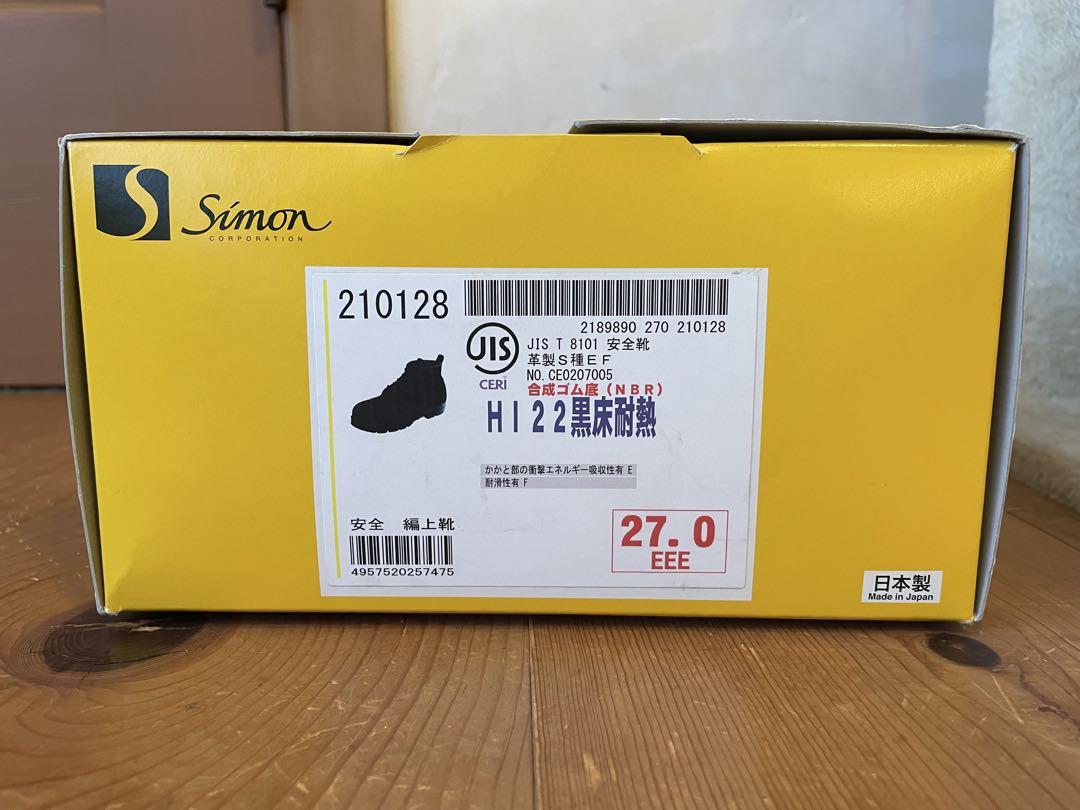 S
Simon
CORPORATION
210128
2189890 270 210128
JIS
CERI
JIS T 8101 安全靴
革製S種EF
NO. CE0207005
合成ゴム底(NBR)
HI22黒床耐熱
かかと部の衝撃エネルギー吸収性有 E
耐滑性有 F
安全 編上靴
4957520257475
27.0
EEE
日本製
Made in Japan